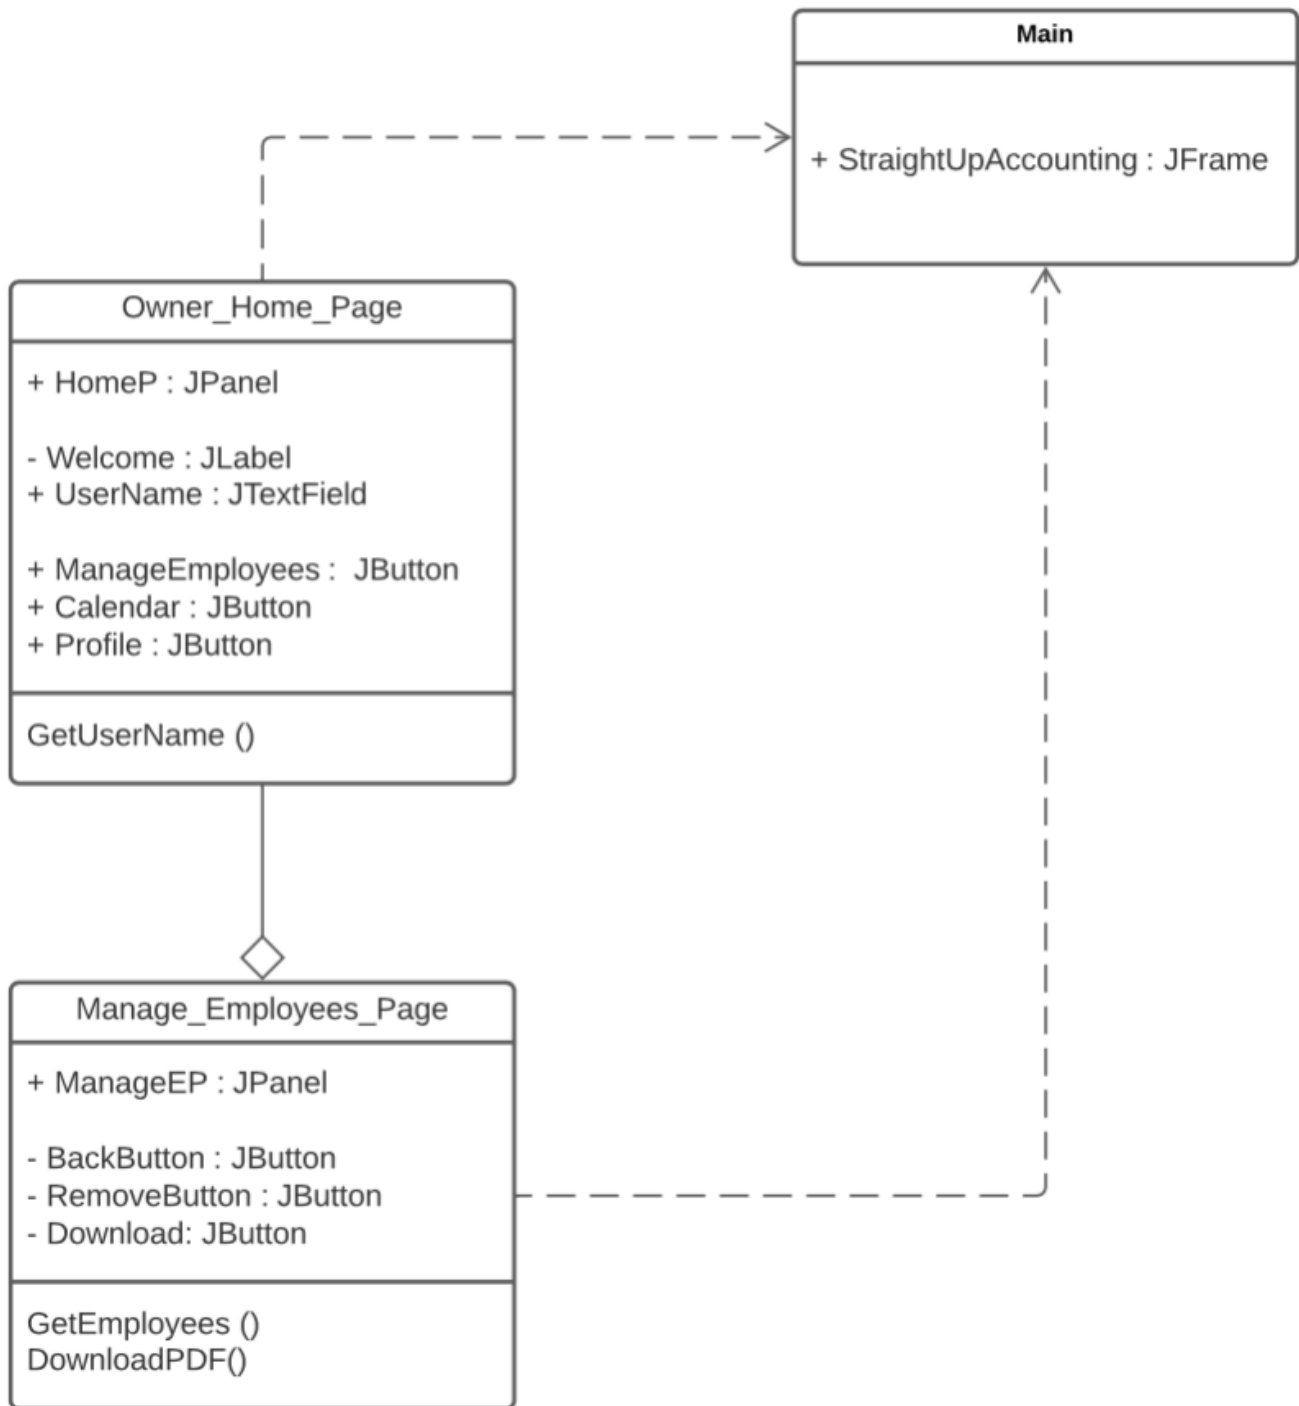 Main
+ StraightUpAccounting : JFrame
Owner_Home_Page
+ HomeP : JPanel
- Welcome : JLabel
+ UserName : JTextField
+ ManageEmployees :  JButton
+ Calendar : JButton
+ Profile : JButton
GetUserName ()
Manage_Employees_Page
+ ManageEP : JPanel
- BackButton : JButton
- RemoveButton : JButton
- Download: JButton
GetEmployees ()
DownloadPDF()